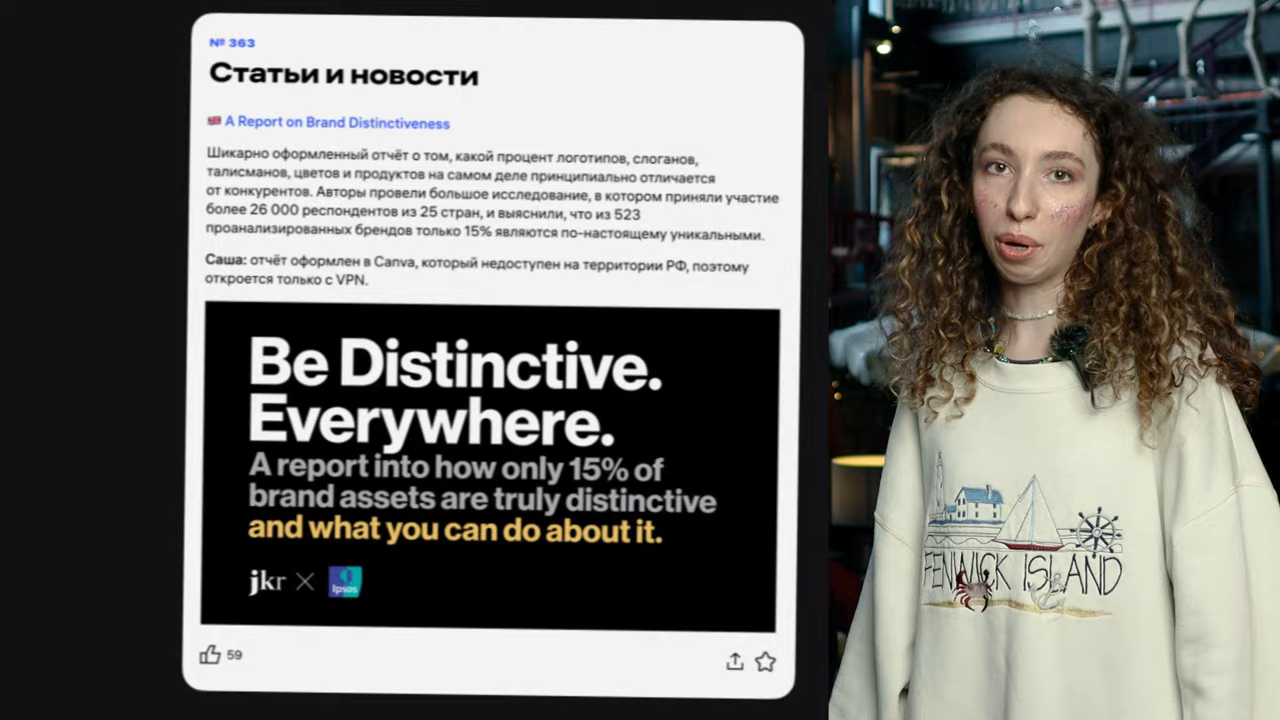 № 363
Статьи и новости
A Report on Brand Distinctiveness
Шикарно оформленный отчёт о том, какой процент логотипов, слоганов,
талисманов, цветов и продуктов на самом деле принципиально отличается
от конкурентов. Авторы провели большое исследование, в котором приняли участие
более 26 000 респондентов из 25 стран, и выяснили, что из 523
проанализированных брендов только 15% являются по-настоящему уникальными.
Саша: отчёт оформлен в Canva, который недоступен на территории РФ, поэтому
откроется только с VPN.
Be Distinctive.
Everywhere.
A report into how only 15% of
brand assets are truly distinctive
and what you can do about it.
jkr × Ipsos
59
FENWICK ISLAND